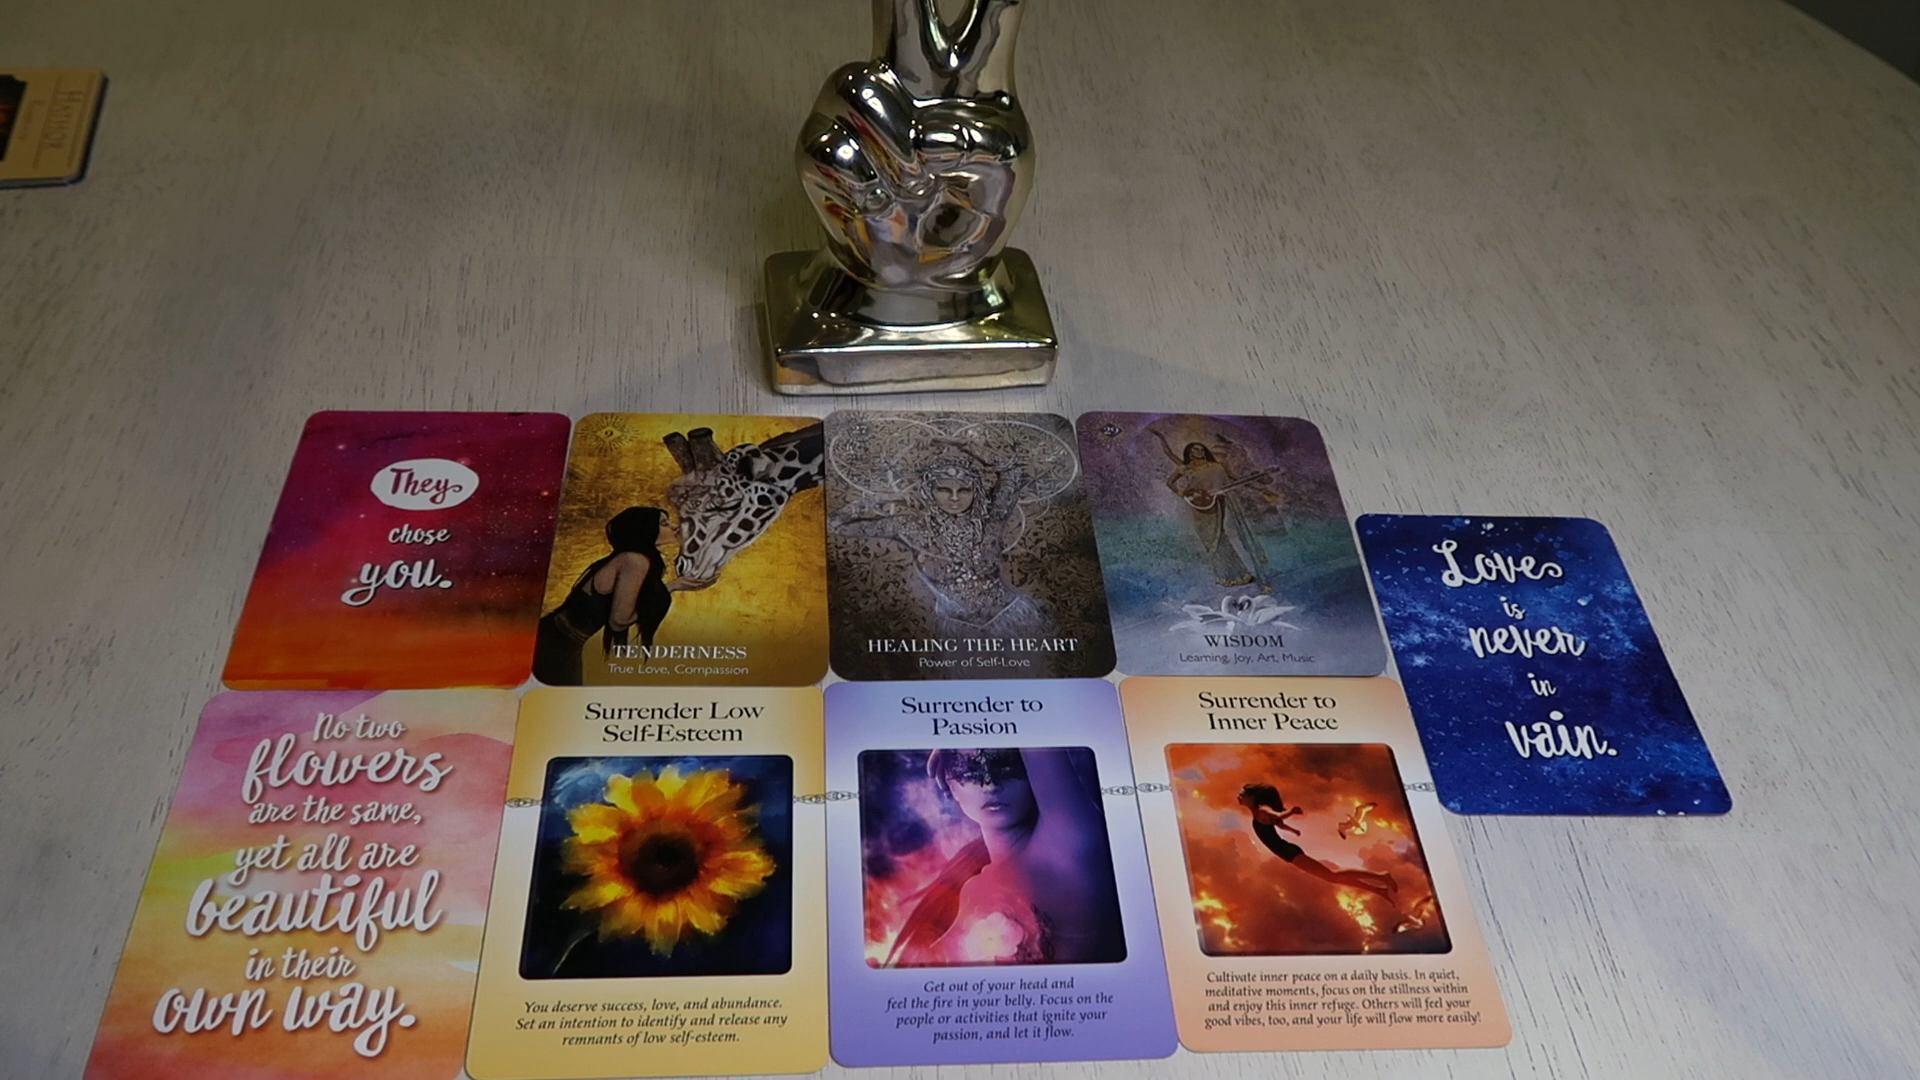 HATHOR
They
chose
you.
9
TENDERNESS
True Love, Compassion
HEALING THE HEART
Power of Self-Love
29
WISDOM
Learning, Joy, Art, Music
Love
is
never
in
vain.
No two
flowers
are the same,
yet all are
beautiful
in their
own way.
Surrender Low
Self-Esteem
You deserve success, love, and abundance.
Set an intention to identify and release any
remnants of low self-esteem.
Surrender to
Passion
Get out of your head and
feel the fire in your belly. Focus on the
people or activities that ignite your
passion, and let it flow.
Surrender to
Inner Peace
Cultivate inner peace on a daily basis. In quiet,
meditative moments, focus on the stillness within
and enjoy this inner refuge. Others will feel your
good vibes, too, and your life will flow more easily!